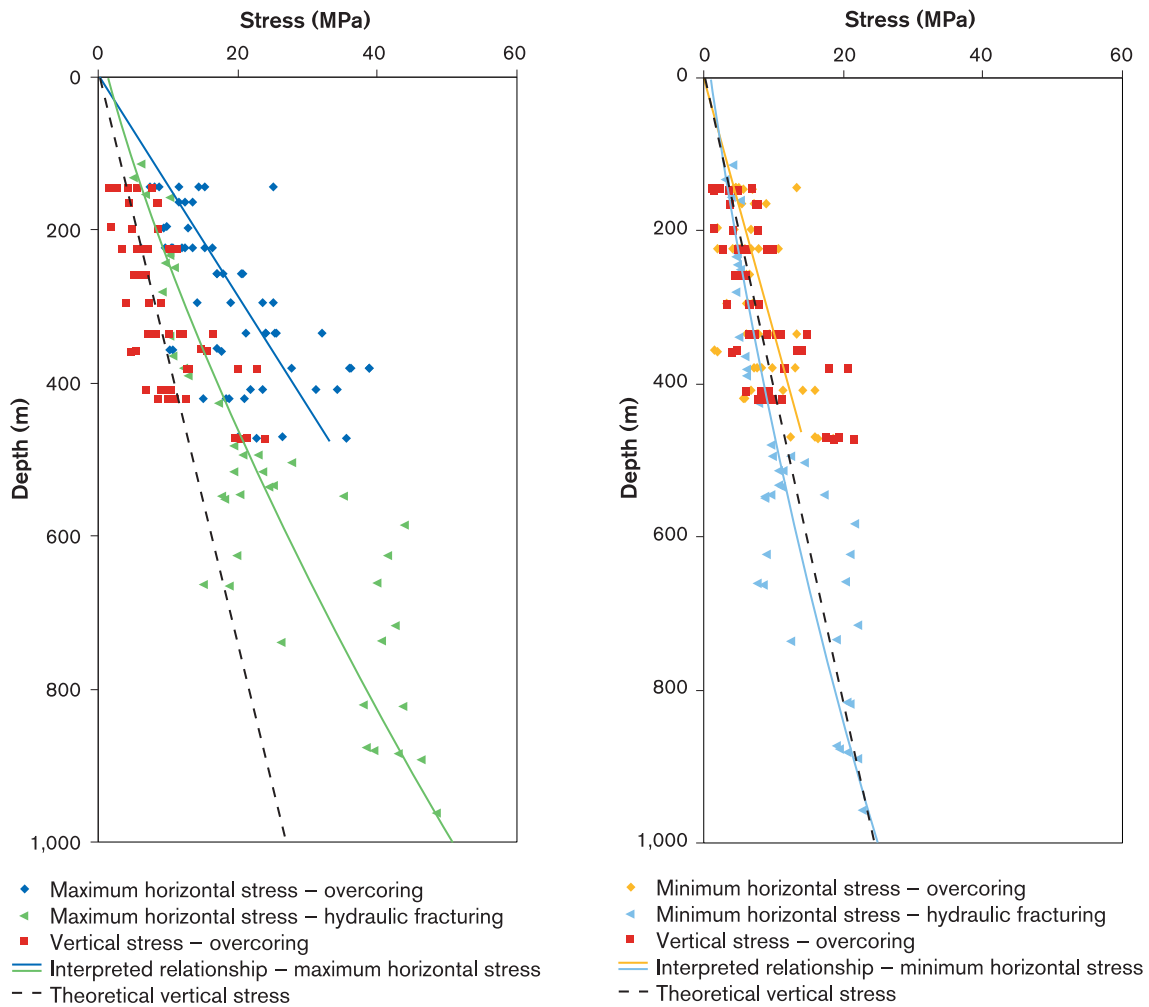 Stress (MPa)
0 20 40 60
0
200
400
600
800
1,000
Depth (m)
Maximum horizontal stress – overcoring
Maximum horizontal stress – hydraulic fracturing
Vertical stress – overcoring
Interpreted relationship – maximum horizontal stress
Theoretical vertical stress
Stress (MPa)
0 20 40 60
0
200
400
600
800
1,000
Depth (m)
Minimum horizontal stress – overcoring
Minimum horizontal stress – hydraulic fracturing
Vertical stress – overcoring
Interpreted relationship – minimum horizontal stress
Theoretical vertical stress